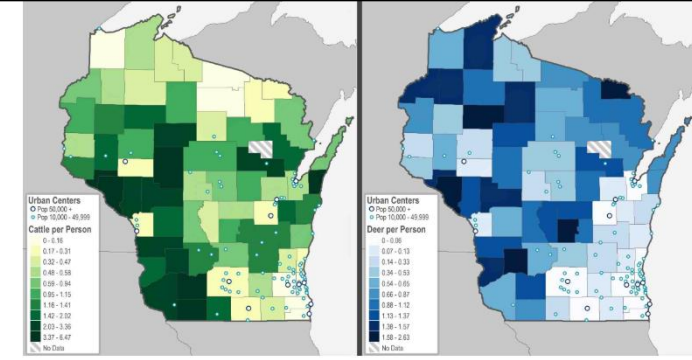 Urban Centers
Pop 50,000 +
Pop 10,000 - 49,999
Cattle per Person
0 - 0.16
0.17 - 0.31
0.32 - 0.47
0.48 - 0.58
0.59 - 0.94
0.95 - 1.15
1.16 - 1.41
1.42 - 2.02
2.03 - 3.36
3.37 - 6.47
No Data
Urban Centers
Pop 50,000 +
Pop 10,000 - 49,999
Deer per Person
0 - 0.06
0.07 - 0.13
0.14 - 0.33
0.34 - 0.53
0.54 - 0.65
0.66 - 0.87
0.88 - 1.12
1.13 - 1.37
1.38 - 1.57
1.58 - 2.63
No Data